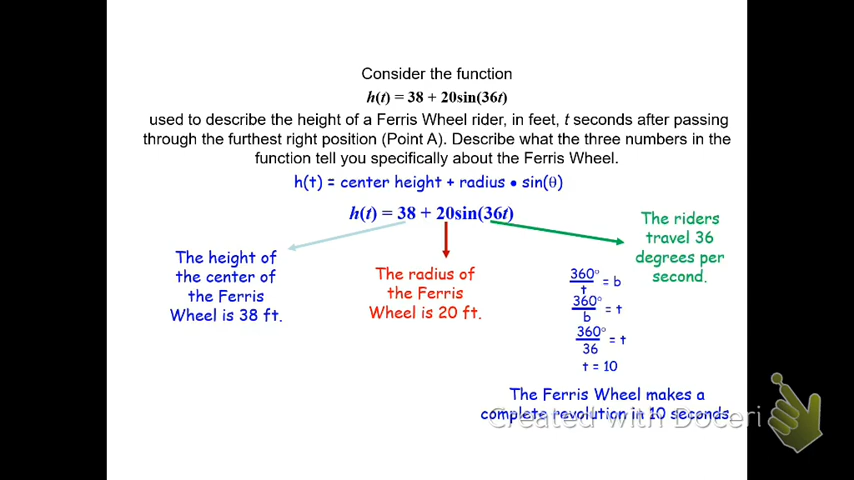 Consider the function
h(t) = 38 + 20sin(36t)
used to describe the height of a Ferris Wheel rider, in feet, t seconds after passing
through the furthest right position (Point A). Describe what the three numbers in the
function tell you specifically about the Ferris Wheel.
h(t) = center height + radius • sin(θ)
h(t) = 38 + 20sin(36t)
The height of
the center of
the Ferris
Wheel is 38 ft.
The radius of
the Ferris
Wheel is 20 ft.
The riders
travel 36
degrees per
second.
360°
t
= b
360°
b
= t
360°
36
= t
t = 10
The Ferris Wheel makes a
complete revolution in 10 seconds.
Created with Doceri